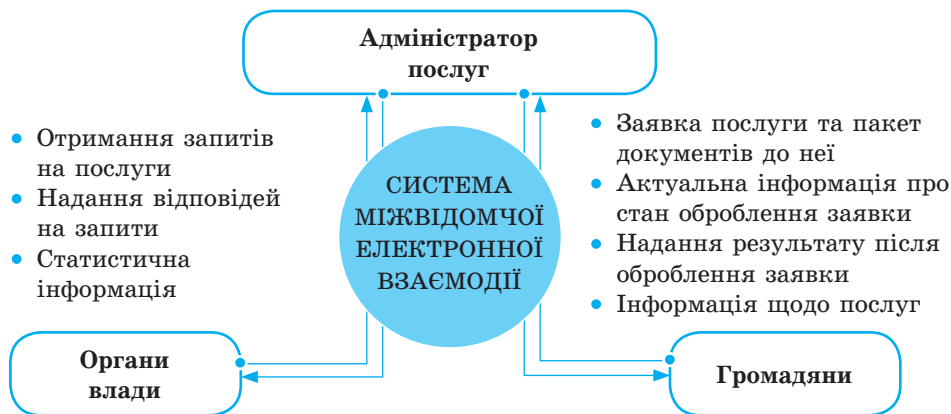 Адміністратор
послуг
• Отримання запитів
на послуги
• Надання відповідей
на запити
• Статистична
інформація
СИСТЕМА
МІЖВІДОМЧОЇ
ЕЛЕКТРОННОЇ
ВЗАЄМОДІЇ
• Заявка послуги та пакет
документів до неї
• Актуальна інформація про
стан оброблення заявки
• Надання результату після
оброблення заявки
• Інформація щодо послуг
Органи
влади
Громадяни